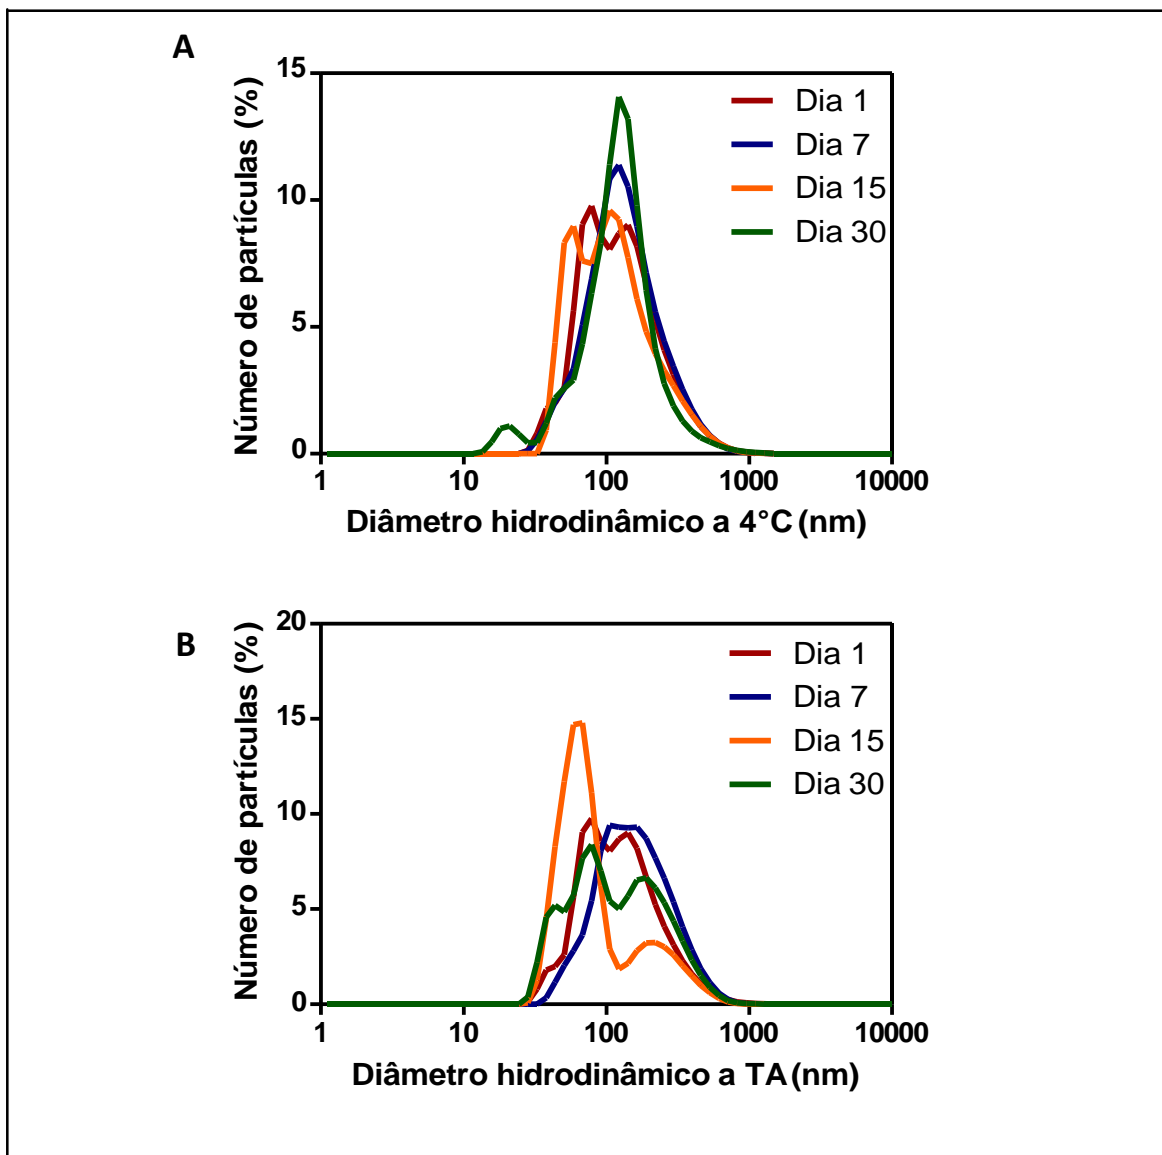 A
Número de partículas (%)
15
10
5
0
Dia 1
Dia 7
Dia 15
Dia 30
1
10
100
1000
10000
Diâmetro hidrodinâmico a 4°C (nm)
B
Número de partículas (%)
20
15
10
5
0
Dia 1
Dia 7
Dia 15
Dia 30
1
10
100
1000
10000
Diâmetro hidrodinâmico a TA (nm)